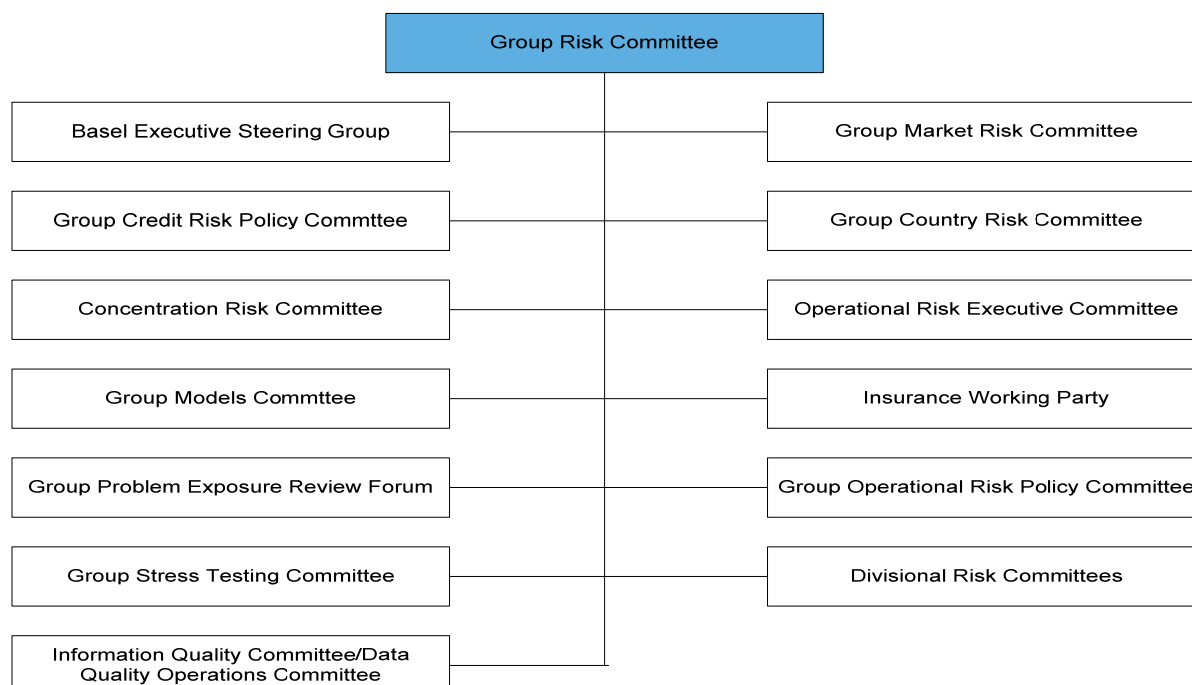 Group Risk Committee
Basel Executive Steering Group
Group Market Risk Committee
Group Credit Risk Policy Commttee
Group Country Risk Committee
Concentration Risk Committee
Operational Risk Executive Committee
Group Models Commttee
Insurance Working Party
Group Problem Exposure Review Forum
Group Operational Risk Policy Committee
Group Stress Testing Committee
Divisional Risk Committees
Information Quality Committee/Data
Quality Operations Committee